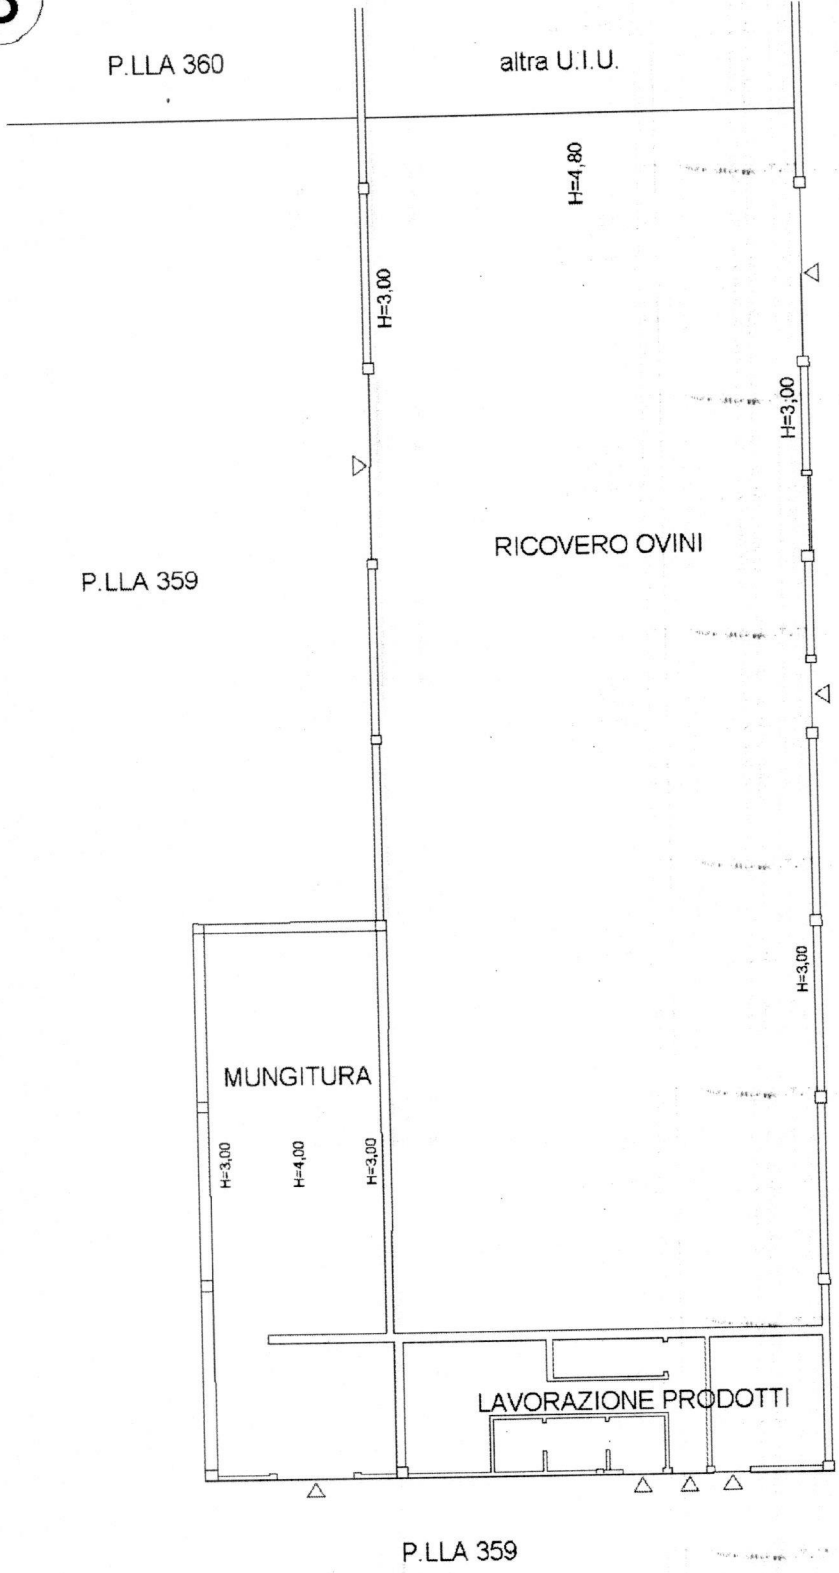 P.LLA 360
altra U.I.U.
H=4,80
H=3,00
H=3,00
RICOVERO OVINI
P.LLA 359
H=3,00
MUNGITURA
H=3,00
H=4,00
H=3,00
LAVORAZIONE PRODOTTI
P.LLA 359